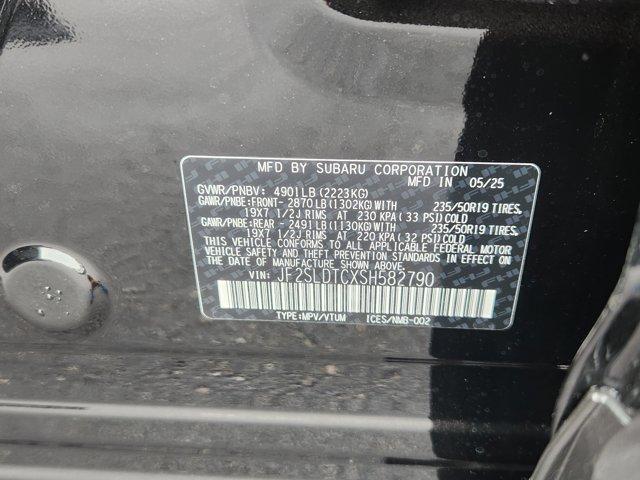 MFD BY SUBARU CORPORATION
MFD IN 05/25
GVWR/PNBV: 4901LB (2223KG)
GAWR/PNBE:FRONT- 2870LB (1302KG)WITH 235/50R19 TIRES,
19X7 1/2J RIMS AT 230 KPA ( 33 PSI) COLD
GAWR/PNBE:REAR - 2491LB (1130KG)WITH 235/50R19 TIRES,
19X7 1/2J RIMS AT 220 KPA ( 32 PSI) COLD
THIS VEHICLE CONFORMS TO ALL APPLICABLE FEDERAL MOTOR
VEHICLE SAFETY AND THEFT PREVENTION STANDARDS IN EFFECT ON
THE DATE OF MANUFACTURE SHOWN ABOVE.
VIN: JF2SLDTCXSH582790
TYPE:MPV/VTUM ICES/NMB-002